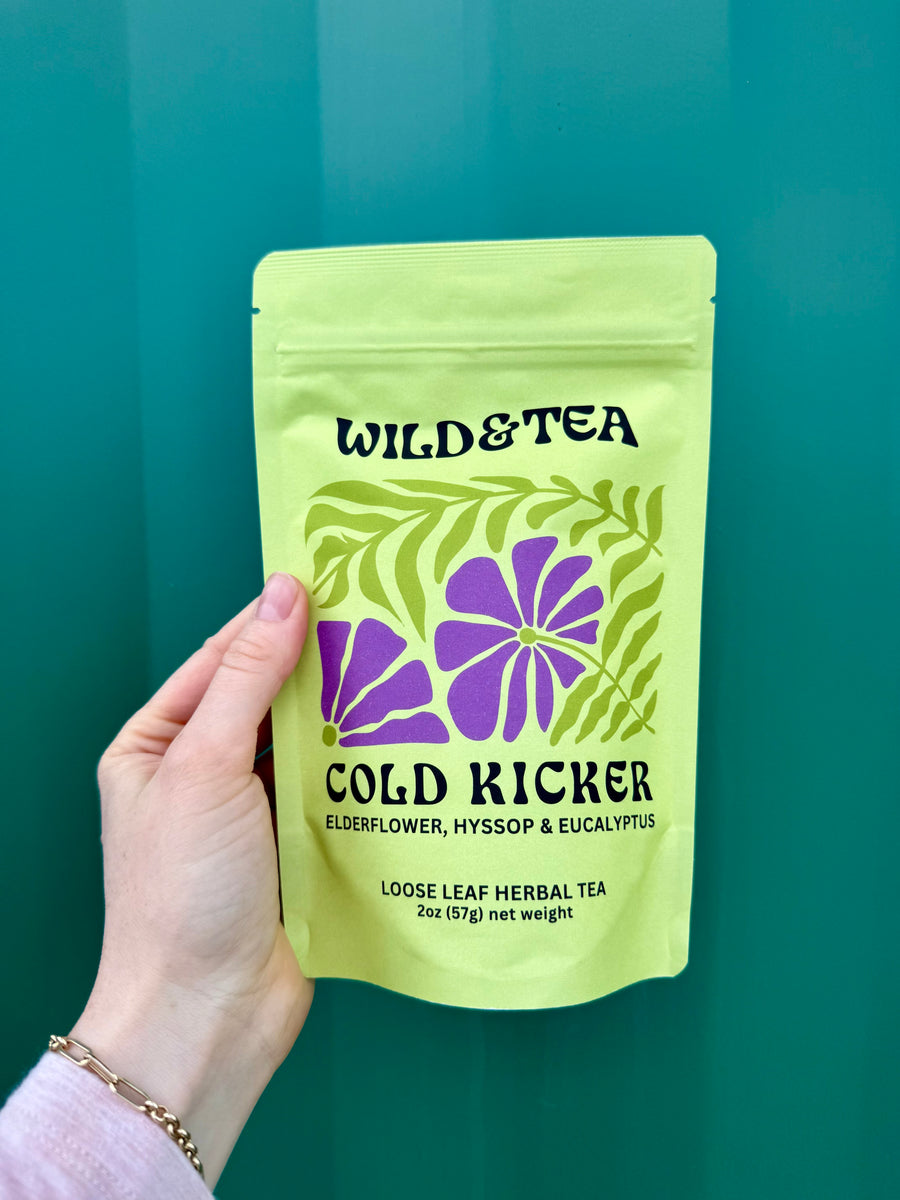 WILD&TEA
COLD KICKER
ELDERFLOWER, HYSSOP & EUCALYPTUS
LOOSE LEAF HERBAL TEA
2oz (57g) net weight